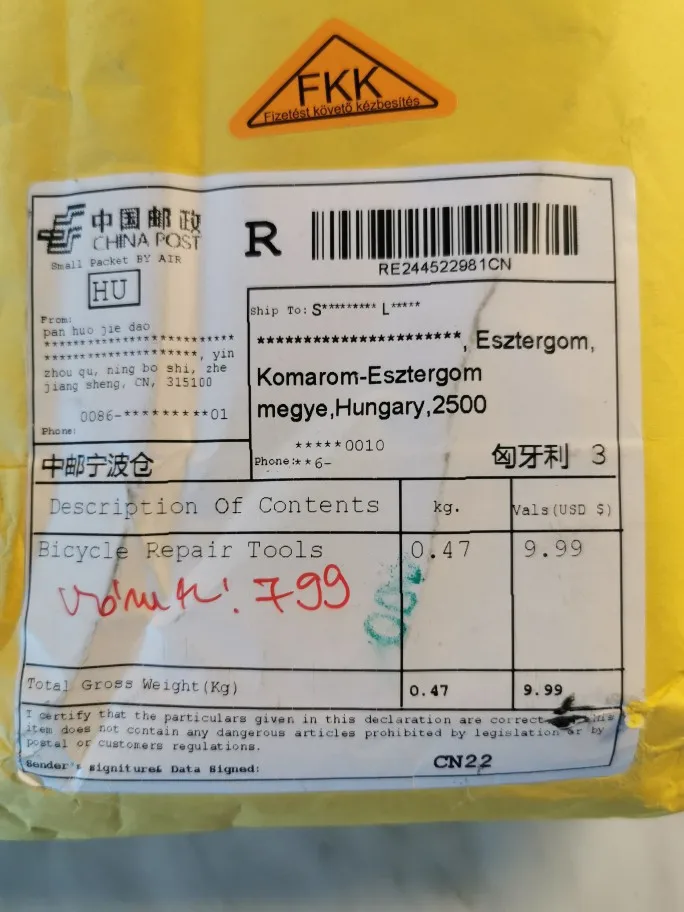 FKK
Fizetést követő kézbesítés
中国邮政
CHINA POST
Small Packet BY AIR
HU
R
RE244522981CN
From:
pan huo jie dao
**************************
*********************, yin
zhou qu, ning bo shi, zhe
jiang sheng, CN, 315100
0086-*********01
Phone:
Ship To: S********* L*****
***********************, Esztergom,
Komarom-Esztergom
megye,Hungary,2500
*****0010
Phone:**6-
中邮宁波仓
匈牙利 3
Description Of Contents kg. Vals(USD $)
Bicycle Repair Tools 0.47 9.99
799
Total Gross Weight(Kg) 0.47 9.99
I certify that the particulars given in this declaration are correct this
item does not contain any dangerous articles prohibited by legislation or by
postal or customers regulations.
Sender's signiture& Data Signed: CN22